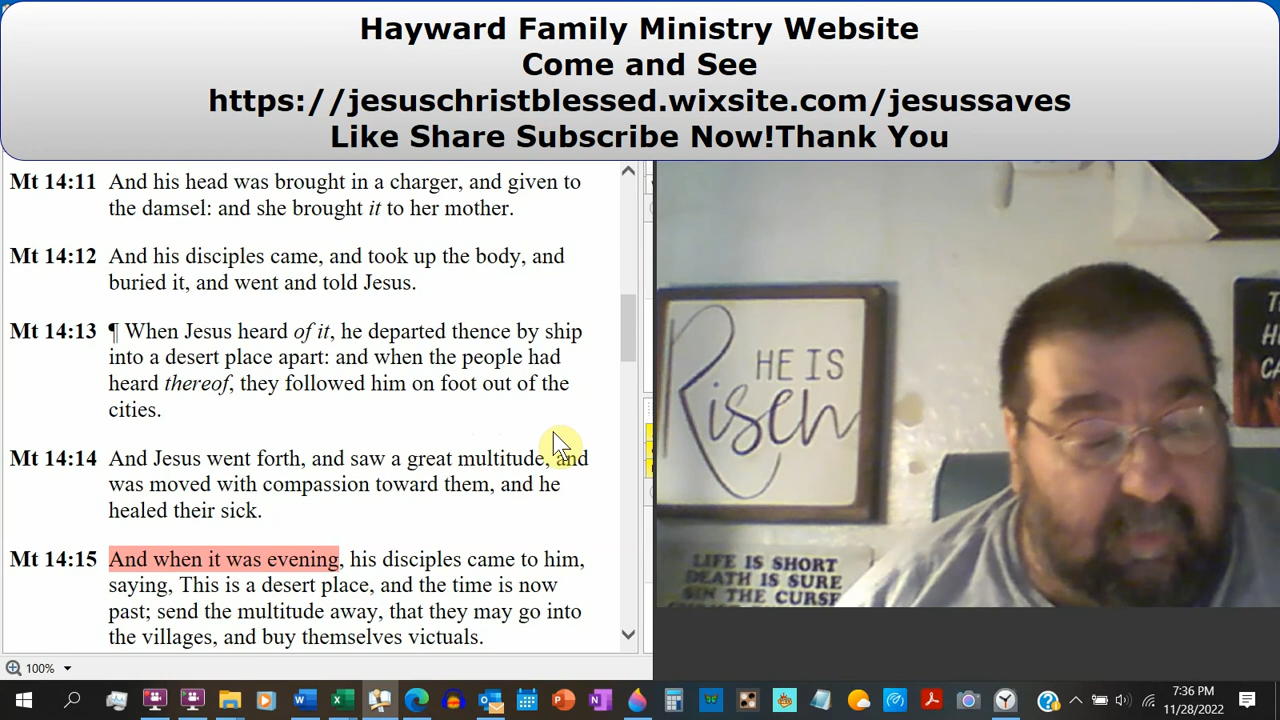 Hayward Family Ministry Website
Come and See
https://jesuschristblessed.wixsite.com/jesussaves
Like Share Subscribe Now!Thank You
Mt 14:11 And his head was brought in a charger, and given to
the damsel: and she brought it to her mother.
Mt 14:12 And his disciples came, and took up the body, and
buried it, and went and told Jesus.
Mt 14:13 ¶ When Jesus heard of it, he departed thence by ship
into a desert place apart: and when the people had
heard thereof, they followed him on foot out of the
cities.
Mt 14:14 And Jesus went forth, and saw a great multitude, and
was moved with compassion toward them, and he
healed their sick.
Mt 14:15 And when it was evening, his disciples came to him,
saying, This is a desert place, and the time is now
past; send the multitude away, that they may go into
the villages, and buy themselves victuals.
100%
HE IS
Risen
LIFE IS SHORT
DEATH IS SURE
SIN THE CURSE
7:36 PM
11/28/2022